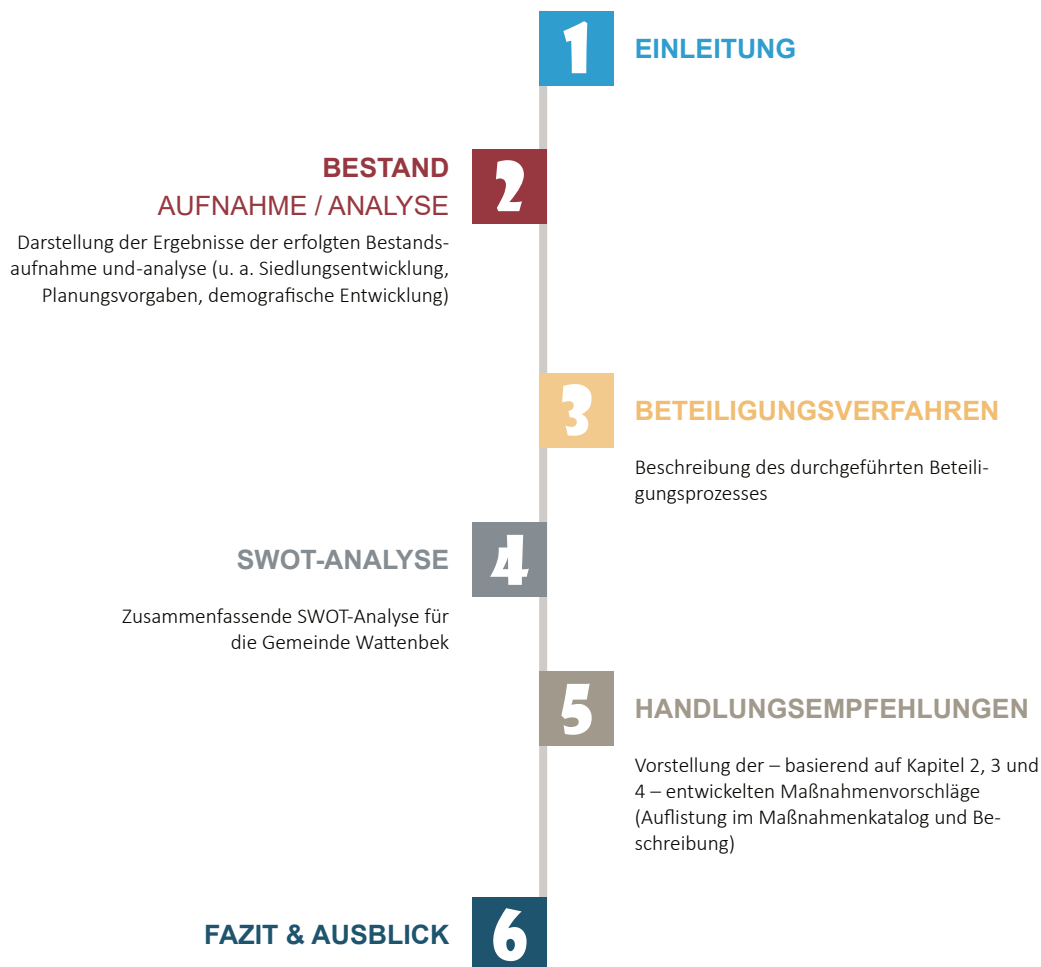 1
EINLEITUNG
BESTAND
AUFNAHME / ANALYSE
2
Darstellung der Ergebnisse der erfolgten Bestands-
aufnahme und-analyse (u. a. Siedlungsentwicklung,
Planungsvorgaben, demografische Entwicklung)
3
BETEILIGUNGSVERFAHREN
Beschreibung des durchgeführten Beteili-
gungsprozesses
SWOT-ANALYSE
4
Zusammenfassende SWOT-Analyse für
die Gemeinde Wattenbek
5
HANDLUNGSEMPFEHLUNGEN
Vorstellung der – basierend auf Kapitel 2, 3 und
4 – entwickelten Maßnahmenvorschläge
(Auflistung im Maßnahmenkatalog und Be-
schreibung)
FAZIT & AUSBLICK
6